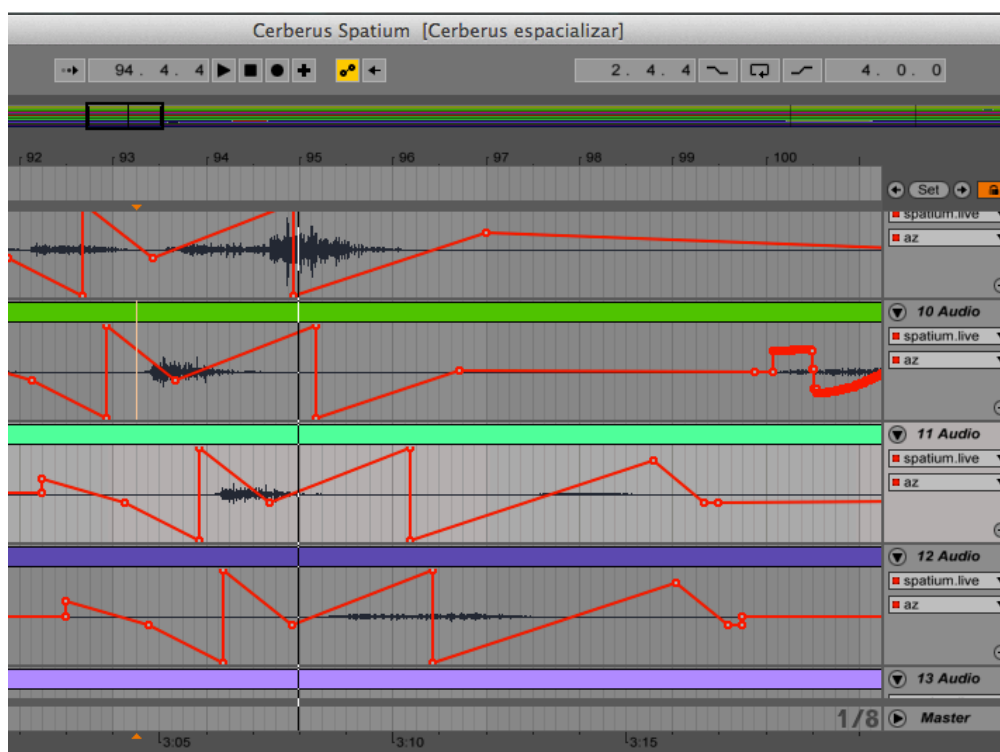 Cerberus Spatium [Cerberus espacializar]
94 . 4 . 4
2 . 4 . 4
4 . 0 . 0
92 93 94 95 96 97 98 99 100
Set
spatium.live
az
10 Audio
spatium.live
az
11 Audio
spatium.live
az
12 Audio
spatium.live
az
13 Audio
1/8
Master
3:05 3:10 3:15